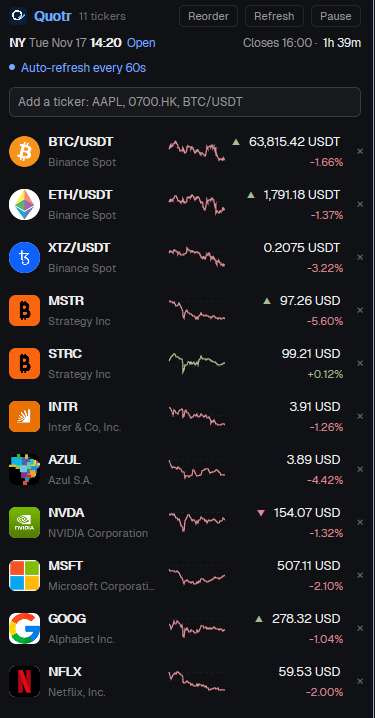 Quotr 11 tickers Reorder Refresh Pause
NY Tue Nov 17 14:20 Open Closes 16:00 · 1h 39m
Auto-refresh every 60s
Add a ticker: AAPL, 0700.HK, BTC/USDT
BTC/USDT ▲ 63,815.42 USDT ×
Binance Spot -1.66%
ETH/USDT ▲ 1,791.18 USDT ×
Binance Spot -1.37%
XTZ/USDT 0.2075 USDT ×
Binance Spot -3.22%
MSTR ▲ 97.26 USD ×
Strategy Inc -5.60%
STRC 99.21 USD ×
Strategy Inc +0.12%
INTR 3.91 USD ×
Inter & Co, Inc. -1.26%
AZUL 3.89 USD ×
Azul S.A. -4.42%
NVIDIA
NVDA ▼ 154.07 USD ×
NVIDIA Corporation -1.32%
MSFT 507.11 USD ×
Microsoft Corporati... -2.10%
GOOG ▲ 278.32 USD ×
Alphabet Inc. -1.04%
NFLX 59.53 USD ×
Netflix, Inc. -2.00%